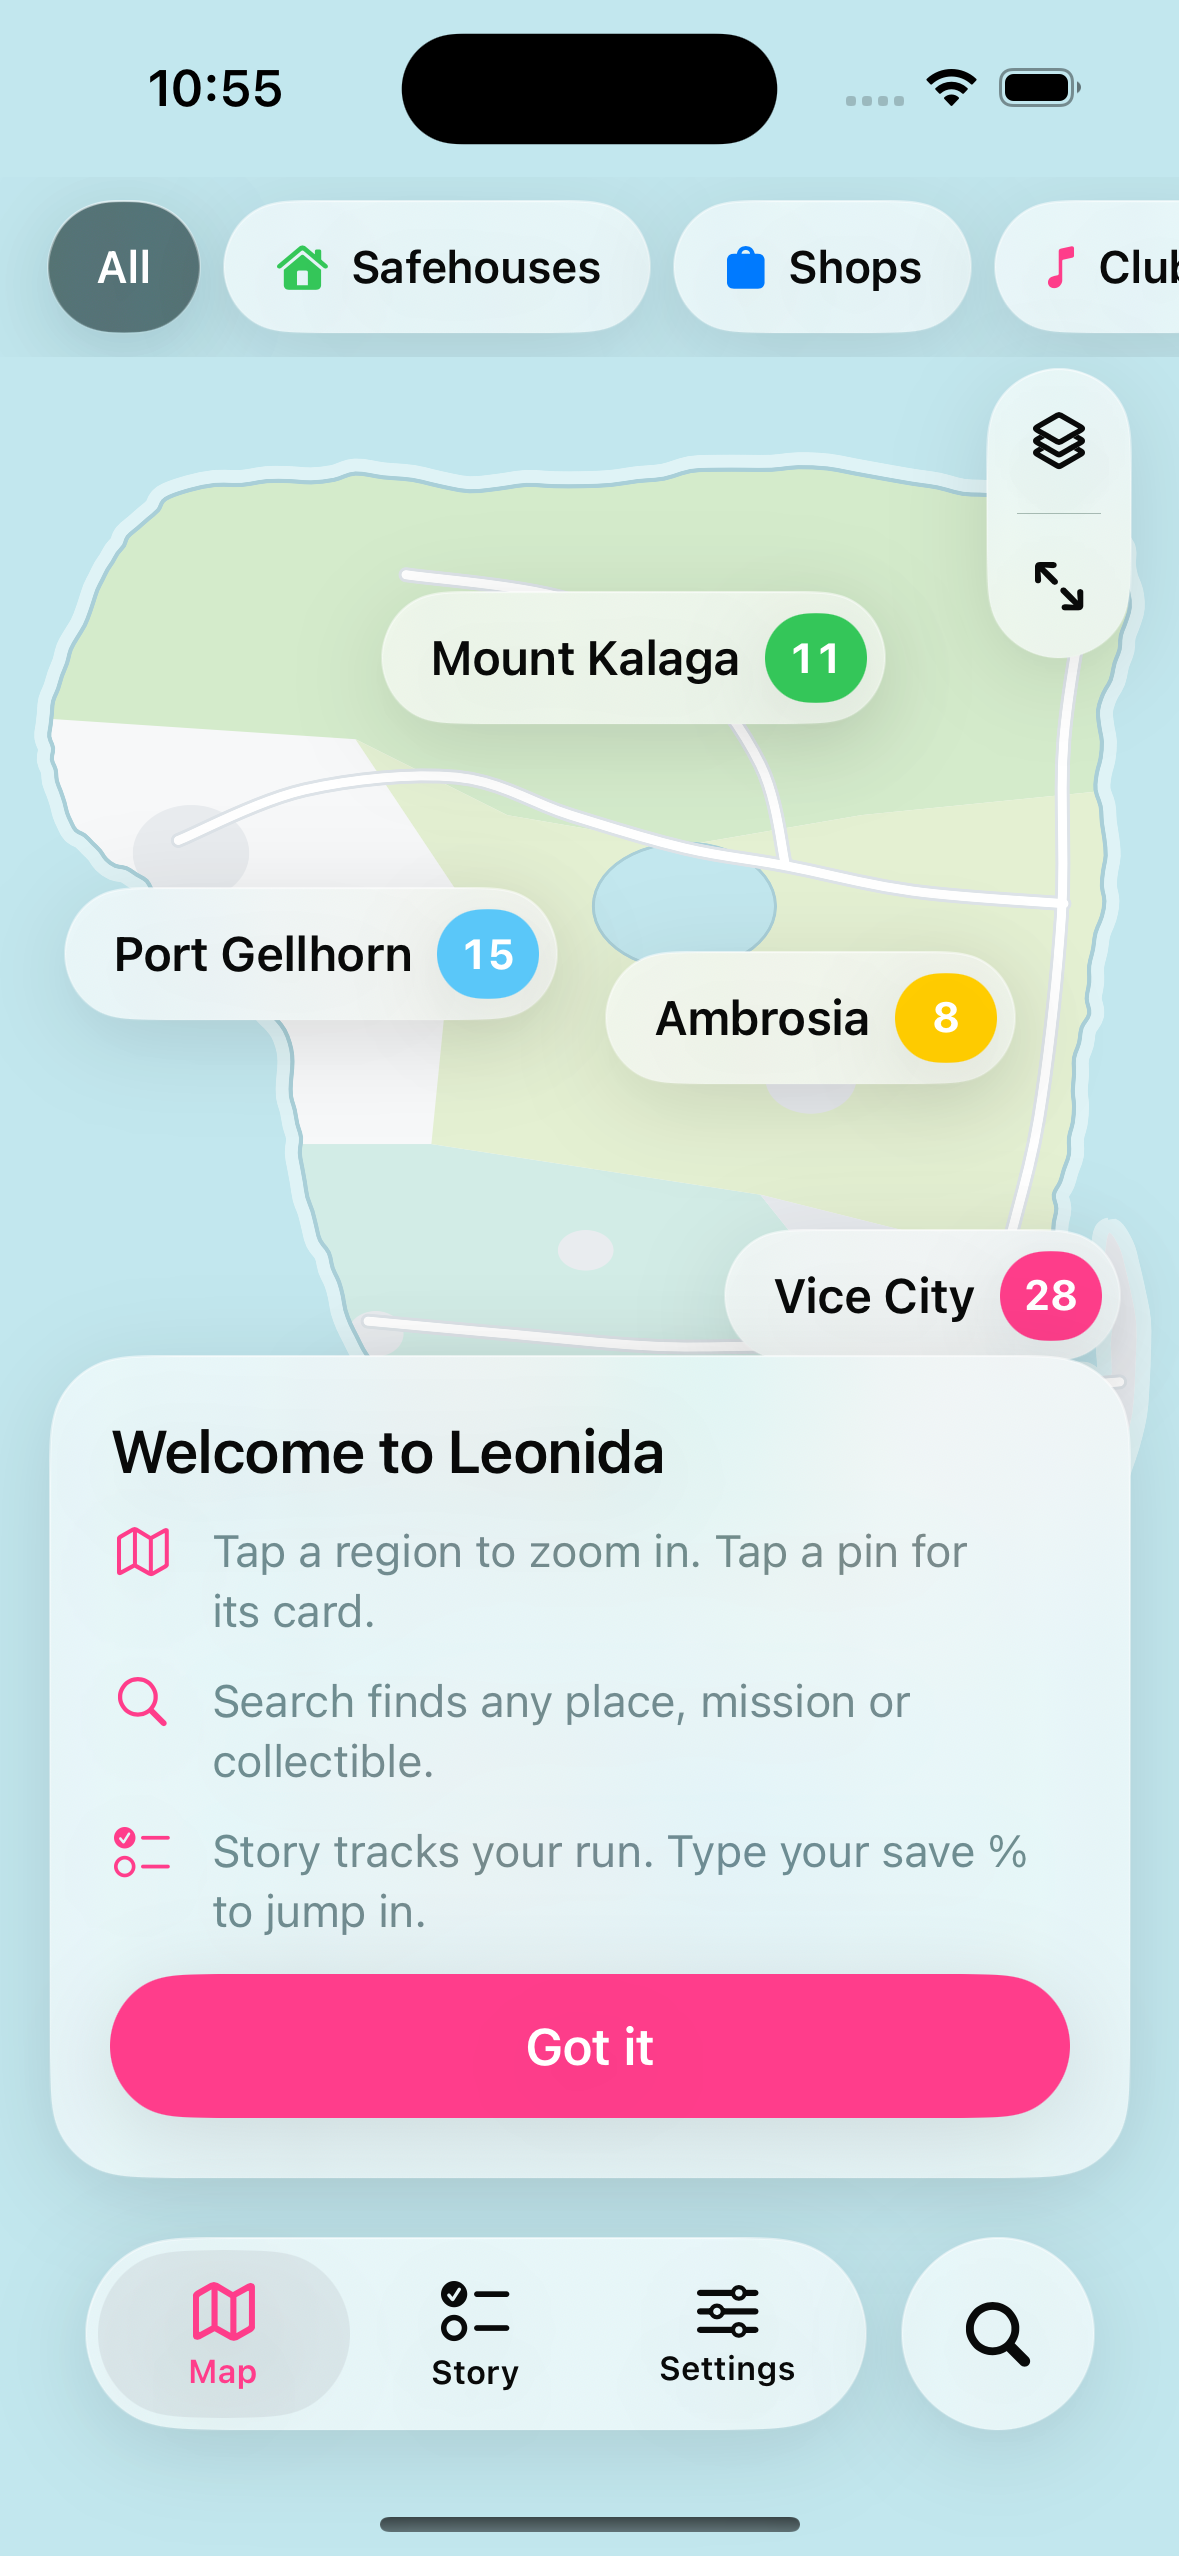 10:55
All
Safehouses
Shops
Club
Mount Kalaga 11
Port Gellhorn 15
Ambrosia 8
Vice City 28
Welcome to Leonida
Tap a region to zoom in. Tap a pin for
its card.
Search finds any place, mission or
collectible.
Story tracks your run. Type your save %
to jump in.
Got it
Map
Story
Settings